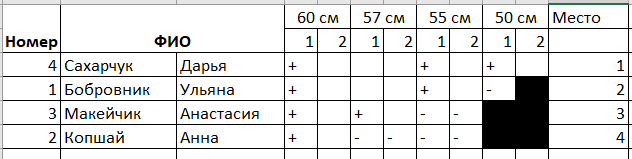 60 см 57 см 55 см 50 см Место
Номер ФИО 1 2 1 2 1 2 1 2
4 Сахарчук Дарья + + + 1
1 Бобровник Ульяна + + - 2
3 Макейчик Анастасия + + - - 3
2 Копшай Анна + - - - - 4